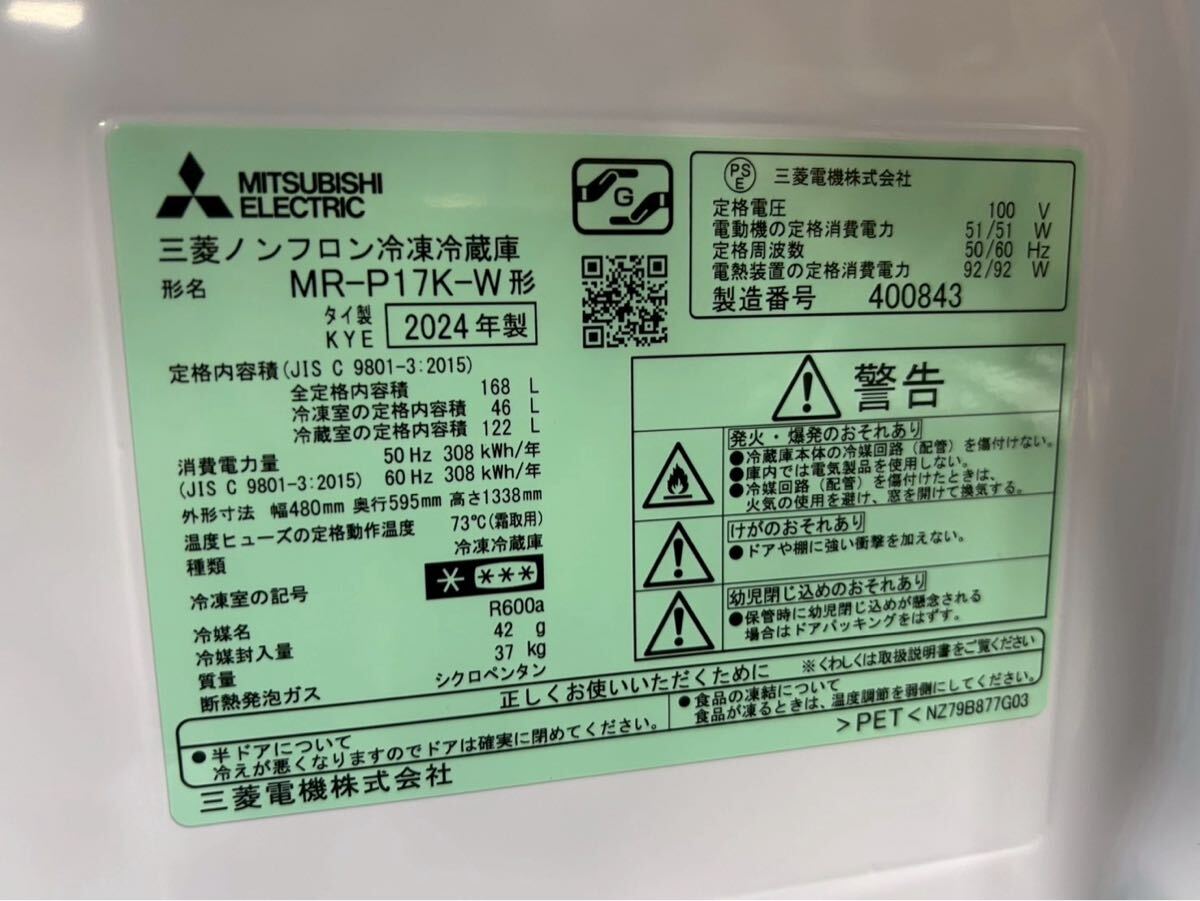 MITSUBISHI
ELECTRIC
三菱ノンフロン冷凍冷蔵庫
形名 MR-P17K-W形
タイ製
KYE 2024年製
G
PS
E 三菱電機株式会社
定格電圧 100 V
電動機の定格消費電力 51/51 W
定格周波数 50/60 Hz
電熱装置の定格消費電力 92/92 W
製造番号 400843
定格内容積(JIS C 9801-3:2015)
全定格内容積 168 L
冷凍室の定格内容積 46 L
冷蔵室の定格内容積 122 L
消費電力量 50 Hz 308 kWh/年
(JIS C 9801-3:2015) 60 Hz 308 kWh/年
外形寸法 幅480mm 奥行595mm 高さ1338mm
温度ヒューズの定格動作温度 73℃(霜取用)
種類 冷凍冷蔵庫
冷凍室の記号 * ***
冷媒名 R600a
冷媒封入量 42 g
質量 37 kg
断熱発泡ガス シクロペンタン
警告
発火・爆発のおそれあり
●冷蔵庫本体の冷媒回路(配管)を傷付けない。
●庫内では電気製品を使用しない。
●冷媒回路(配管)を傷付けたときは、
火気の使用を避け、窓を開けて換気する。
けがのおそれあり
●ドアや棚に強い衝撃を加えない。
幼児閉じ込めのおそれあり
●保管時に幼児閉じ込めが懸念される
場合はドアパッキングをはずす。
正しくお使いいただくために ※くわしくは取扱説明書をご覧ください
●半ドアについて
冷えが悪くなりますのでドアは確実に閉めてください。
●食品の凍結について
食品が凍るときは、温度調節を弱側にしてください。
三菱電機株式会社
>PET< NZ79B877G03